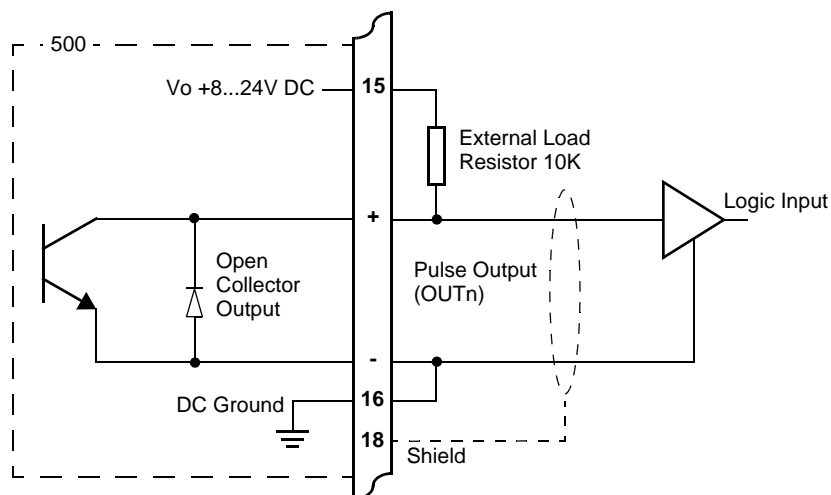 500
Vo +8...24V DC
15
External Load
Resistor 10K
+
Logic Input
Open
Collector
Output
Pulse Output
(OUTn)
-
DC Ground
16
18
Shield